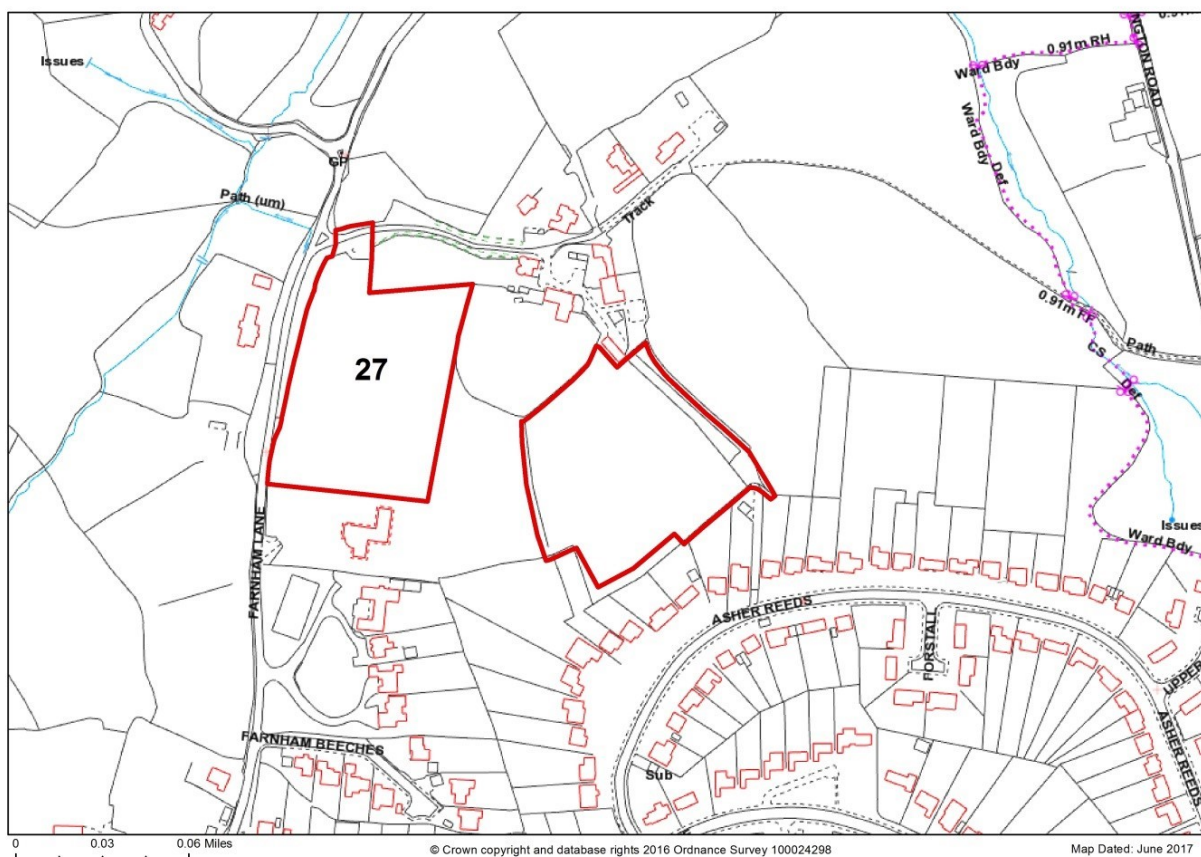 0.91m RH
NGTON ROAD
Issues
Ward Bdy
Ward Bdy
Def
GP
Path (um)
Track
0.91m FF
CS
Path
Def
27
Issues
Ward Bdy
FARNHAM LANE
ASHER REEDS
FORSTALL
UPPER
ASHER REEDS
FARNHAM BEECHES
Sub
0 0.03 0.06 Miles
© Crown copyright and database rights 2016 Ordnance Survey 100024298
Map Dated: June 2017